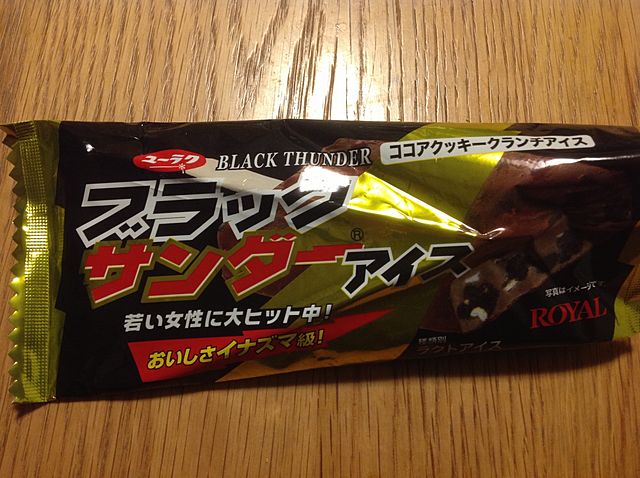 ユーラク
BLACK THUNDER
ココアクッキークランチアイス
ブラック
サンダー®アイス
若い女性に大ヒット中!
おいしさイナズマ級!
写真はイメージです。
ROYAL
種類別
ラクトアイス